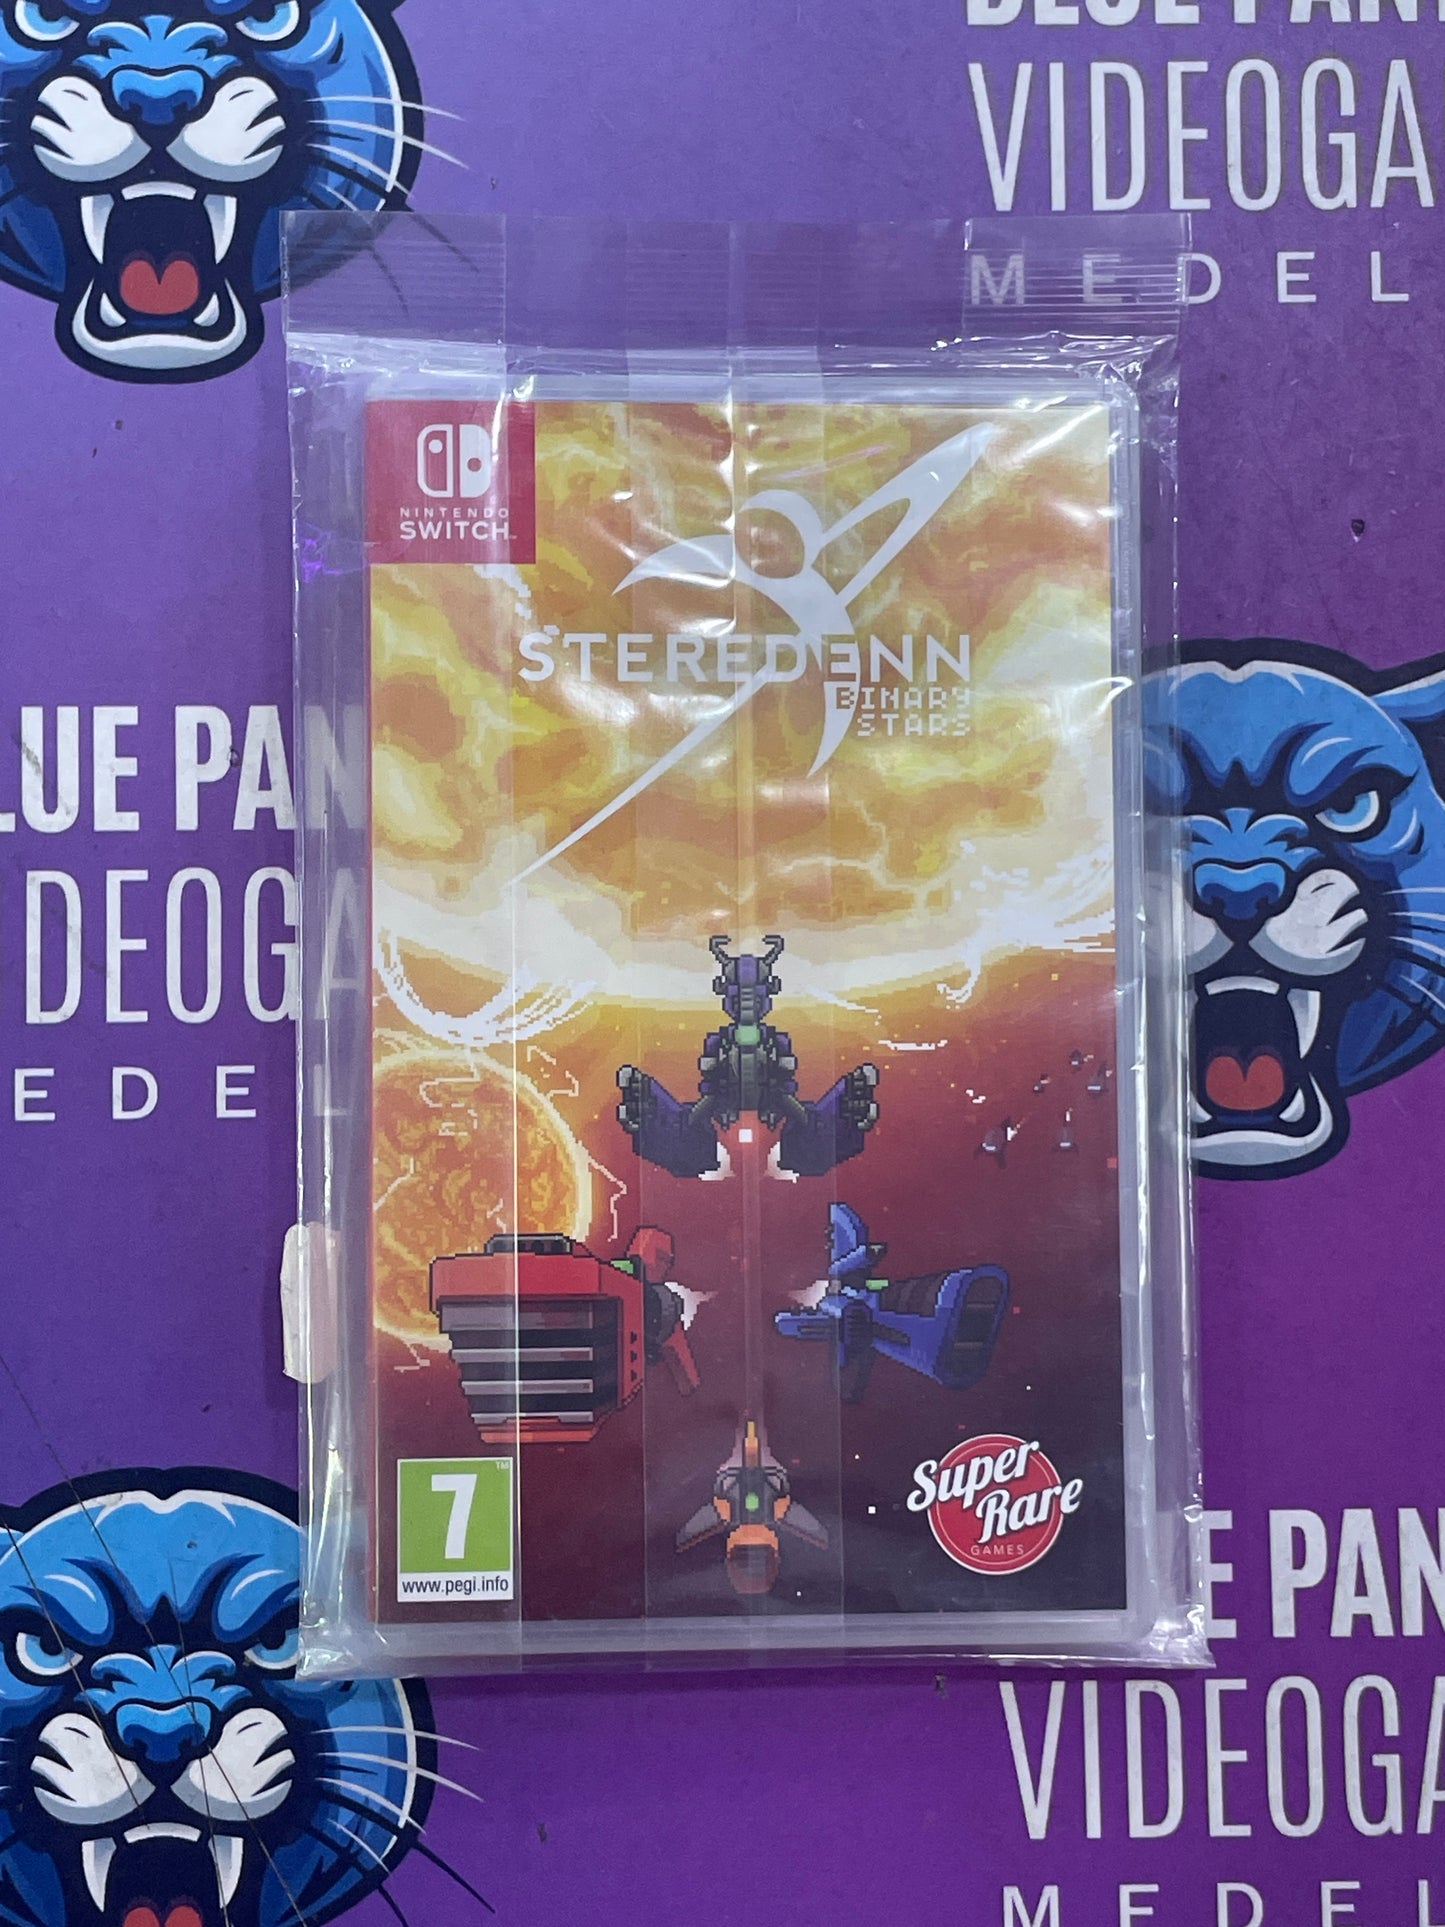 VIDEOGA
MEDEL
NINTENDO
SWITCH
STEREDENN
BINARY
STARS
LUE PAN
IDEOGA
EDEL
7
www.pegi.info
Super
Rare
GAMES
E PAN
VIDEOGA
MEDEL